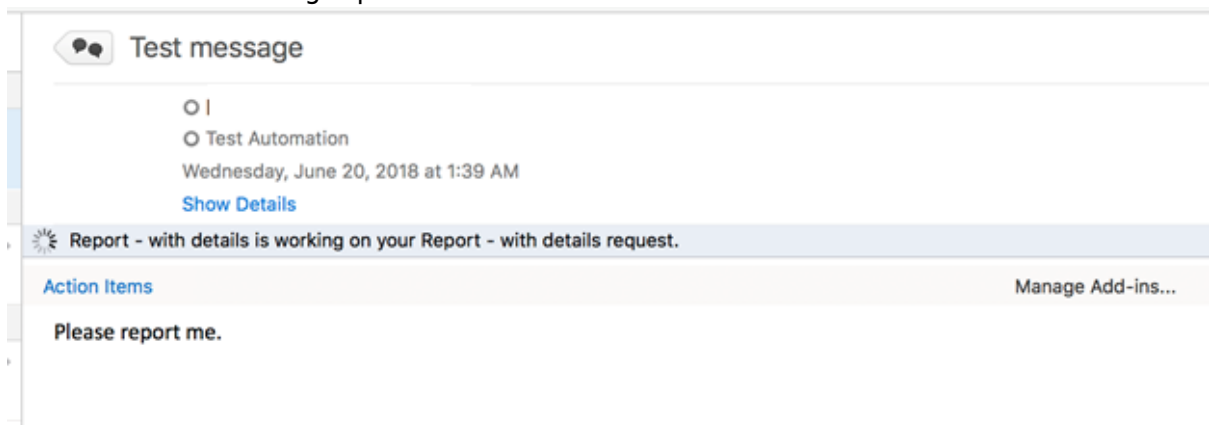 Test message
Test Automation
Wednesday, June 20, 2018 at 1:39 AM
Show Details
Report - with details is working on your Report - with details request.
Action Items Manage Add-ins...
Please report me.